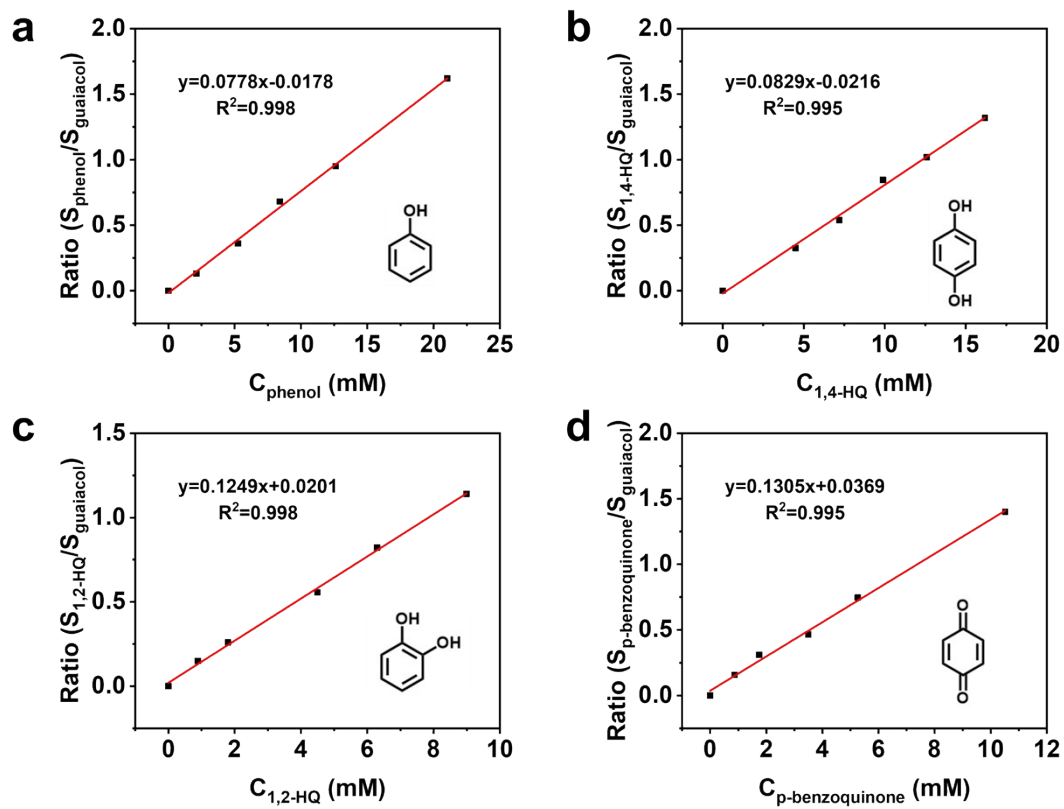 a
2.0
1.5
1.0
0.5
0.0
Ratio (S_phenol/S_guaiacol)
y=0.0778x-0.0178
R²=0.998
OH
0 5 10 15 20 25
C_phenol (mM)
b
2.0
1.5
1.0
0.5
0.0
Ratio (S_1,4-HQ/S_guaiacol)
y=0.0829x-0.0216
R²=0.995
OH
OH
0 5 10 15 20
C_1,4-HQ (mM)
c
1.5
1.0
0.5
0.0
Ratio (S_1,2-HQ/S_guaiacol)
y=0.1249x+0.0201
R²=0.998
OH
OH
0 2 4 6 8 10
C_1,2-HQ (mM)
d
2.0
1.5
1.0
0.5
0.0
Ratio (S_p-benzoquinone/S_guaiacol)
y=0.1305x+0.0369
R²=0.995
O
O
0 2 4 6 8 10 12
C_p-benzoquinone (mM)